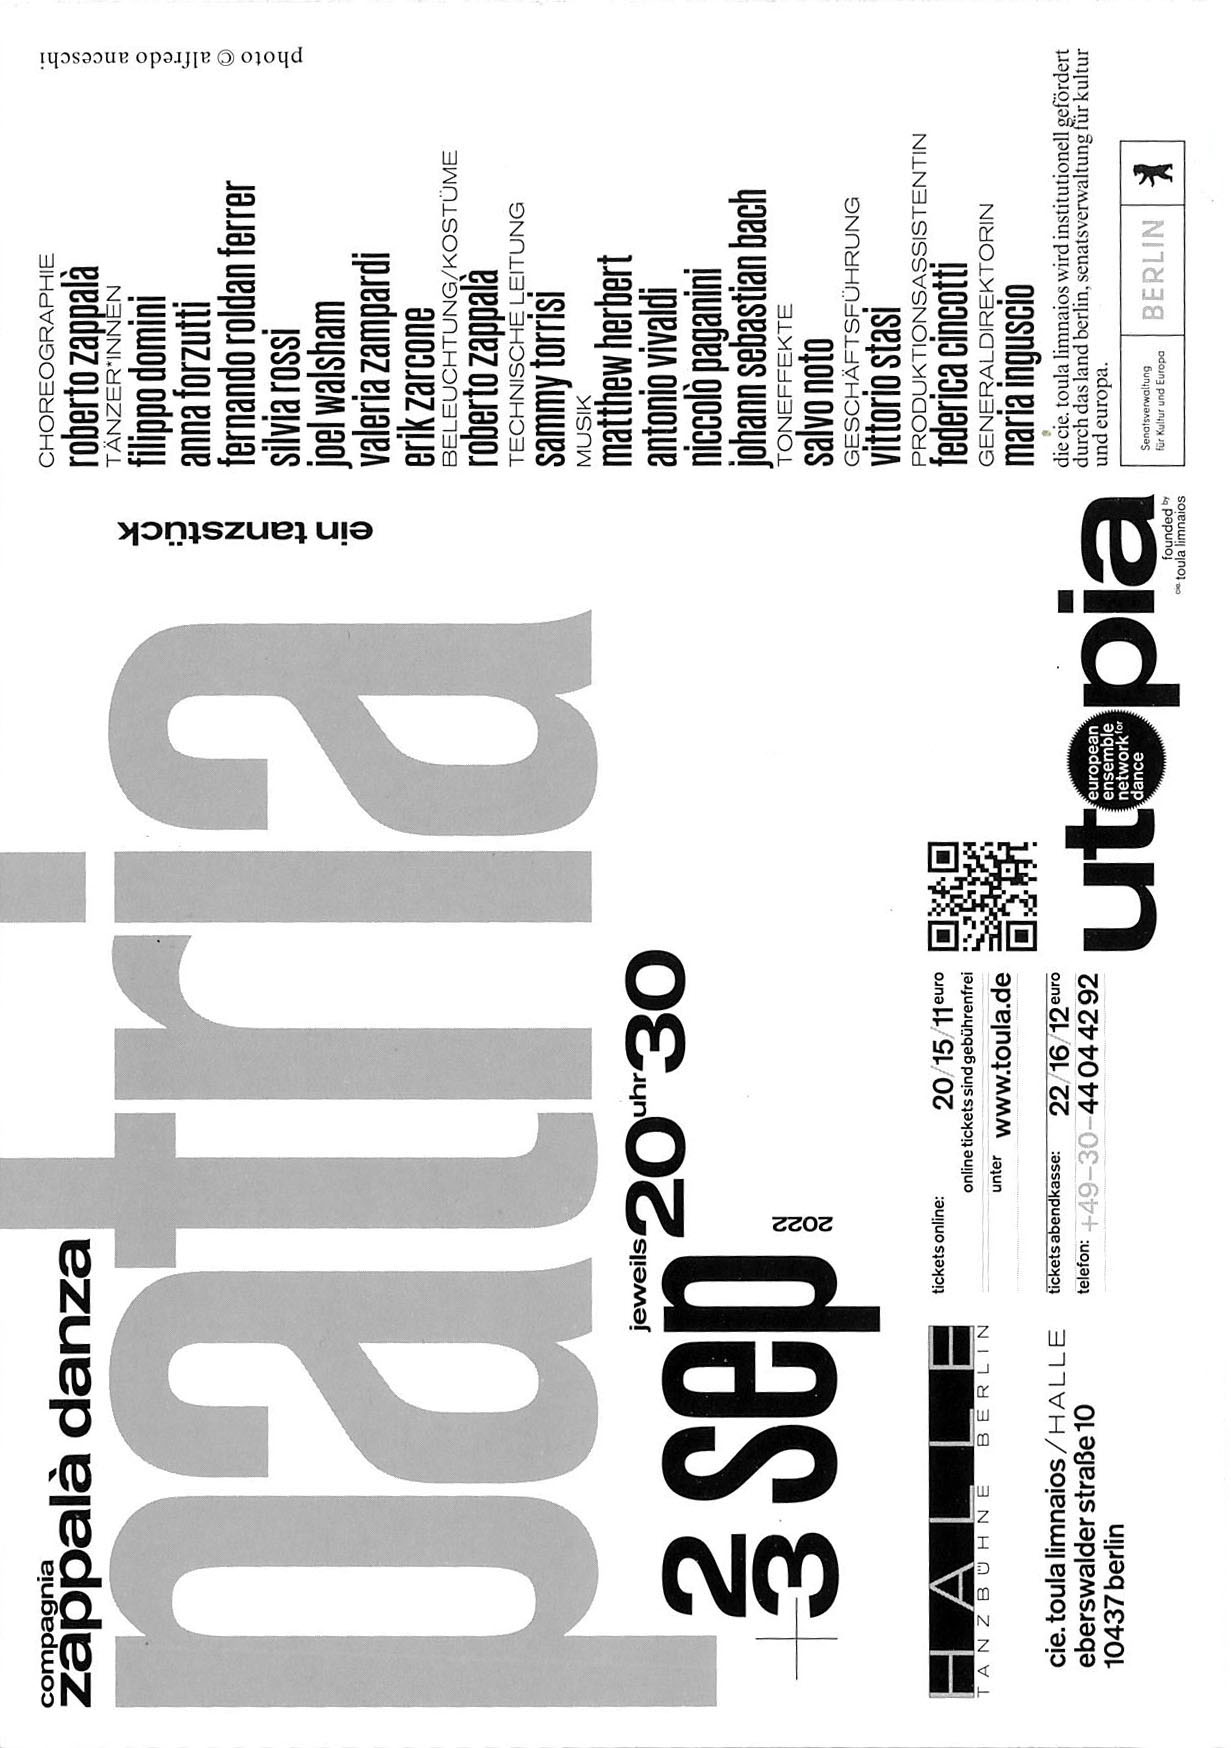 compagnia
zappalà danza
patria
ein tanzstück
jeweils 20 uhr 30
2
+3 sep
2022
HALLE
TANZBÜHNE BERLIN
cie. toula limnaios / HALLE
eberswalder straße 10
10437 berlin
tickets online: 20/15/11 euro
online tickets sind gebührenfrei
unter www.toula.de
tickets abendkasse: 22/16/12 euro
telefon: +49–30–44 04 42 92
utopia
european
ensemble
network for
dance
founded by
cie. toula limnaios
CHOREOGRAPHIE
roberto zappalà
TÄNZER*INNEN
filippo domini
anna forzutti
fernando roldan ferrer
silvia rossi
joel walsham
valeria zampardi
erik zarcone
BELEUCHTUNG/KOSTÜME
roberto zappalà
TECHNISCHE LEITUNG
sammy torrisi
MUSIK
matthew herbert
antonio vivaldi
niccolò paganini
johann sebastian bach
TONEFFEKTE
salvo noto
GESCHÄFTSFÜHRUNG
vittorio stasi
PRODUKTIONSASSISTENTIN
federica cincotti
GENERALDIREKTORIN
maria inguscio
die cie. toula limnaios wird institutionell gefördert
durch das land berlin, senatsverwaltung für kultur
und europa.
Senatsverwaltung
für Kultur und Europa
BERLIN
photo © alfredo anceschi